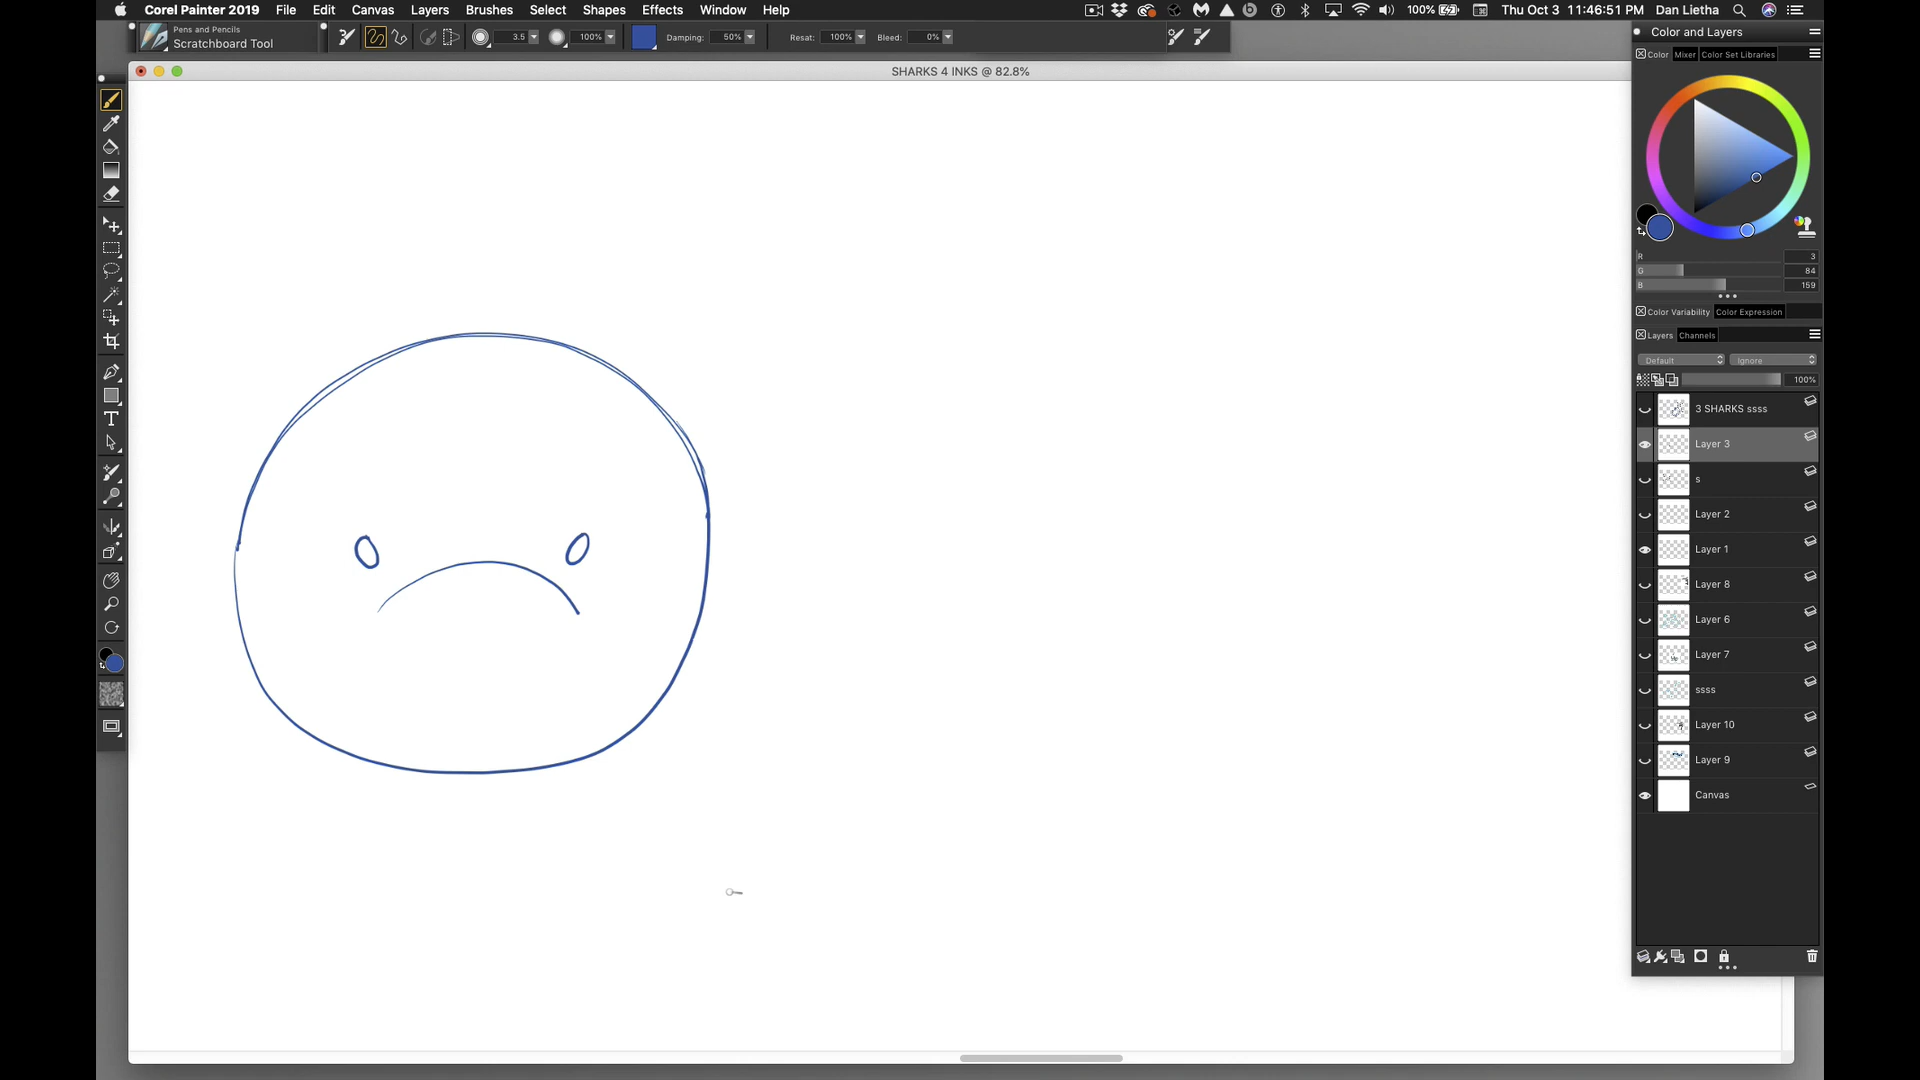 Corel Painter 2019 File Edit Canvas Layers Brushes Select Shapes Effects Window Help 100% Thu Oct 3 11:46:51 PM Dan Lietha
Pens and Pencils
Scratchboard Tool
3.5 100% Damping: 50% Resat: 100% Bleed: 0%
SHARKS 4 INKS @ 82.8%
Color and Layers
Color Mixer Color Set Libraries
R 3
G 84
B 159
Color Variability Color Expression
Layers Channels
Default Ignore
100%
3 SHARKS ssss
Layer 3
s
Layer 2
Layer 1
Layer 8
Layer 6
Layer 7
ssss
Layer 10
Layer 9
Canvas
T